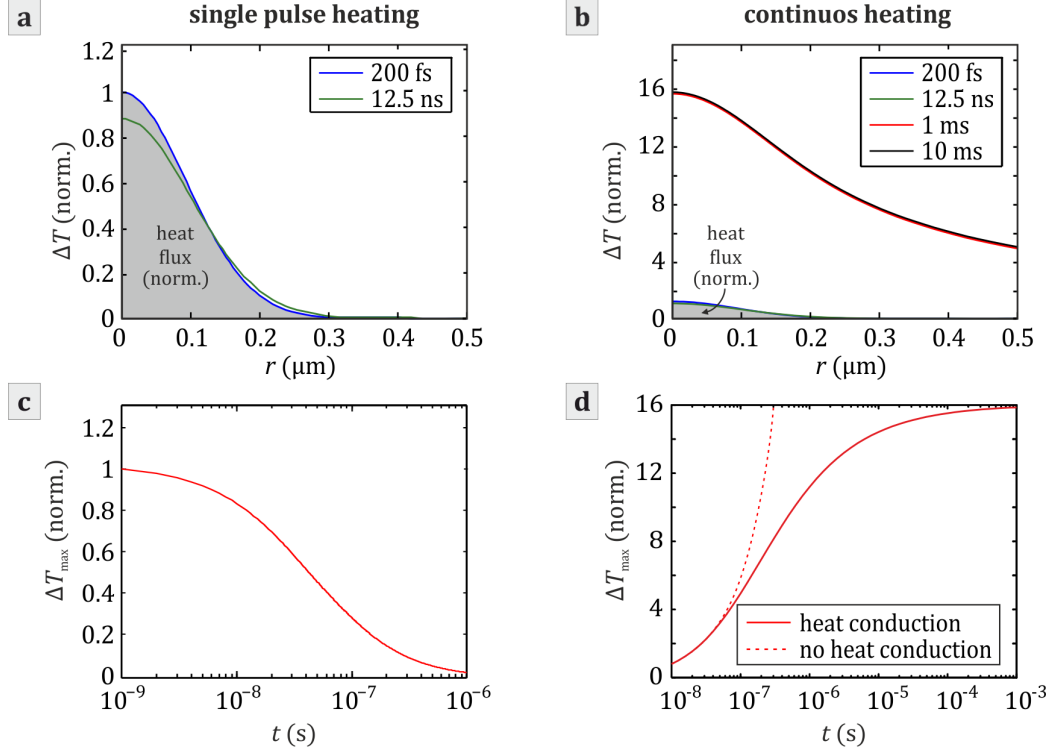 a
single pulse heating
1.2
1
0.8
0.6
0.4
0.2
0
ΔT (norm.)
200 fs
12.5 ns
heat
flux
(norm.)
0
0.1
0.2
0.3
0.4
0.5
r (μm)
b
continuos heating
16
12
8
4
0
ΔT (norm.)
200 fs
12.5 ns
1 ms
10 ms
heat
flux
(norm.)
0
0.1
0.2
0.3
0.4
0.5
r (μm)
c
1.2
1
0.8
0.6
0.4
0.2
0
ΔTmax (norm.)
10⁻⁹
10⁻⁸
10⁻⁷
10⁻⁶
t (s)
d
16
12
8
4
0
ΔTmax (norm.)
heat conduction
no heat conduction
10⁻⁸
10⁻⁷
10⁻⁶
10⁻⁵
10⁻⁴
10⁻³
t (s)